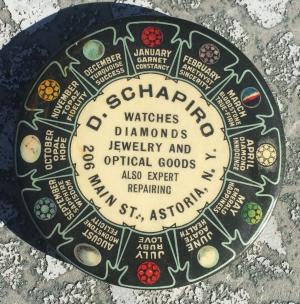 D. SCHAPIRO
WATCHES
DIAMONDS
JEWELRY AND
OPTICAL GOODS
ALSO EXPERT
REPAIRING
206 MAIN ST., ASTORIA, N.Y.
JANUARY
GARNET
CONSTANCY
FEBRUARY
AMETHYST
SINCERITY
MARCH
APRIL
DIAMOND
INNOCENCE
MAY
EMERALD
HAPPINESS
JUNE
AGATE
HEALTH
JULY
RUBY
LOVE
AUGUST
MOONSTONE
FELICITY
SEPTEMBER
SAPPHIRE
WISDOM
OCTOBER
OPAL
HOPE
NOVEMBER
TOPAZ
FIDELITY
DECEMBER
TURQUOISE
SUCCESS